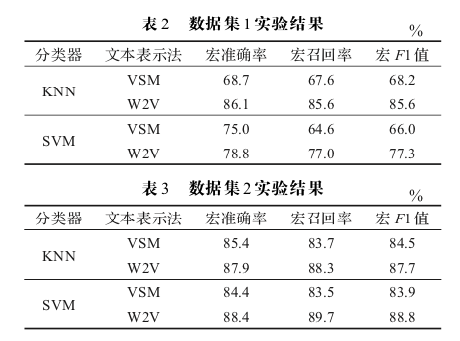 表2 数据集1实验结果 %
分类器 文本表示法 宏准确率 宏召回率 宏F1值
KNN VSM 68.7 67.6 68.2
W2V 86.1 85.6 85.6
SVM VSM 75.0 64.6 66.0
W2V 78.8 77.0 77.3
表3 数据集2实验结果 %
分类器 文本表示法 宏准确率 宏召回率 宏F1值
KNN VSM 85.4 83.7 84.5
W2V 87.9 88.3 87.7
SVM VSM 84.4 83.5 83.9
W2V 88.4 89.7 88.8